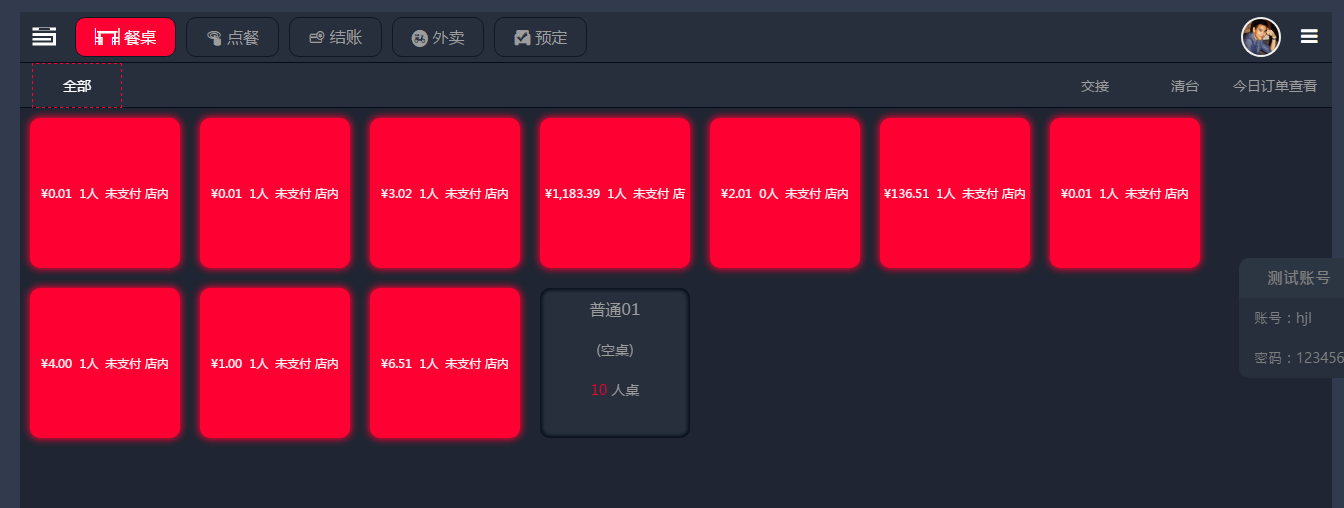 餐桌 点餐 结账 外卖 预定
全部 交接 清台 今日订单查看
¥0.01 1人 未支付 店内
¥0.01 1人 未支付 店内
¥3.02 1人 未支付 店内
¥1,183.39 1人 未支付 店
¥2.01 0人 未支付 店内
¥136.51 1人 未支付 店内
¥0.01 1人 未支付 店内
¥4.00 1人 未支付 店内
¥1.00 1人 未支付 店内
¥6.51 1人 未支付 店内
普通01
(空桌)
10 人桌
测试账号
账号：hjl
密码：123456